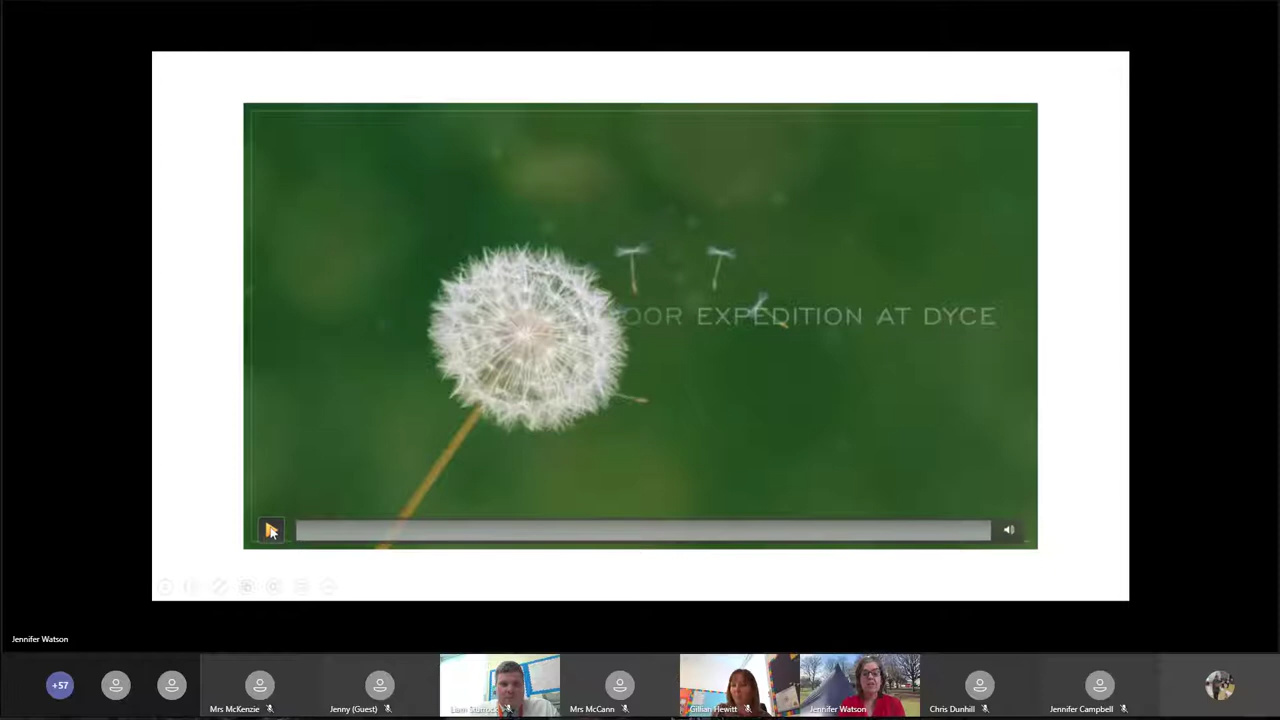 OOR EXPEDITION AT DYCE
Jennifer Watson
+57
Mrs McKenzie
Jenny (Guest)
Liam
Mrs McCann
Gillian Hewitt
Jennifer Watson
Chris Dunhill
Jennifer Campbell